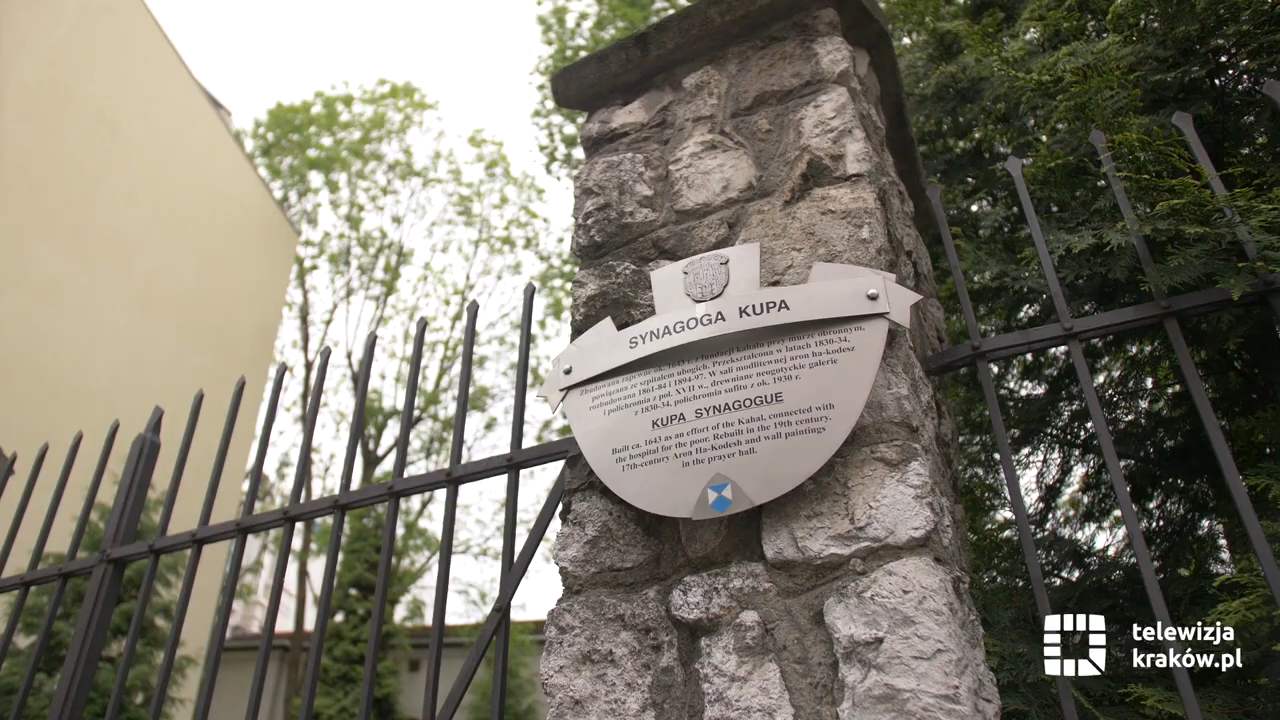 SYNAGOGA KUPA
Zbudowana zapewne ok. 1643 r. z fundacji kahału przy murze obronnym,
powiązana ze szpitalem ubogich. Przekształcona w latach 1830-34,
rozbudowana 1861-84 i 1894-97. W sali modlitewnej aron ha-kodesz
i polichromia z poł. XVII w., drewniane neogotyckie galerie
z 1830-34, polichromia sufitu z ok. 1930 r.
KUPA SYNAGOGUE
Built ca. 1643 as an effort of the Kahal, connected with
the hospital for the poor. Rebuilt in the 19th century.
17th-century Aron Ha-Kodesh and wall paintings
in the prayer hall.
telewizja
kraków.pl